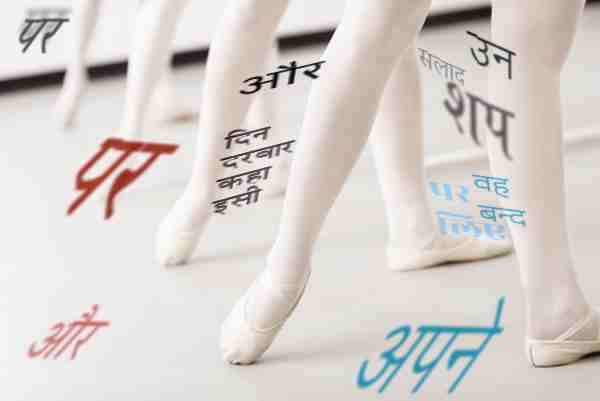 पर
और
उन
सलाद
शप
दिन
दरबार
कहा
इसी
पर
वह
बन्द
पर
लिए
और
अपने